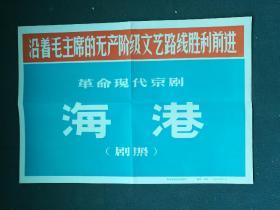 沿着毛主席的无产阶级文艺路线胜利前进
革命现代京剧
海港
（剧照）